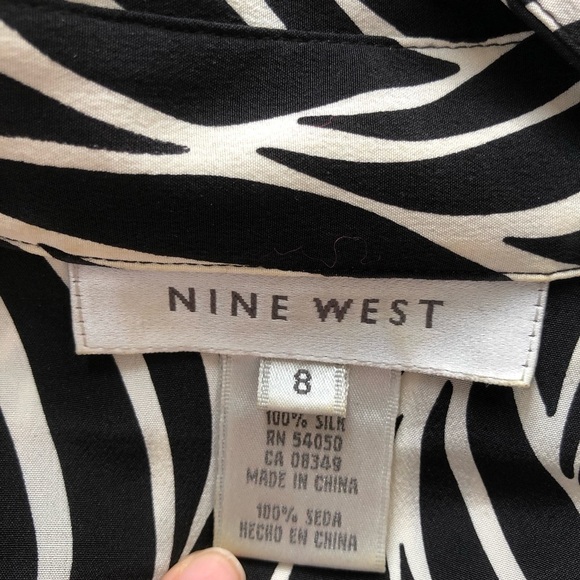 NINE WEST
8
100% SILK
RN 54050
CA 08349
MADE IN CHINA
100% SEDA
HECHO EN CHINA